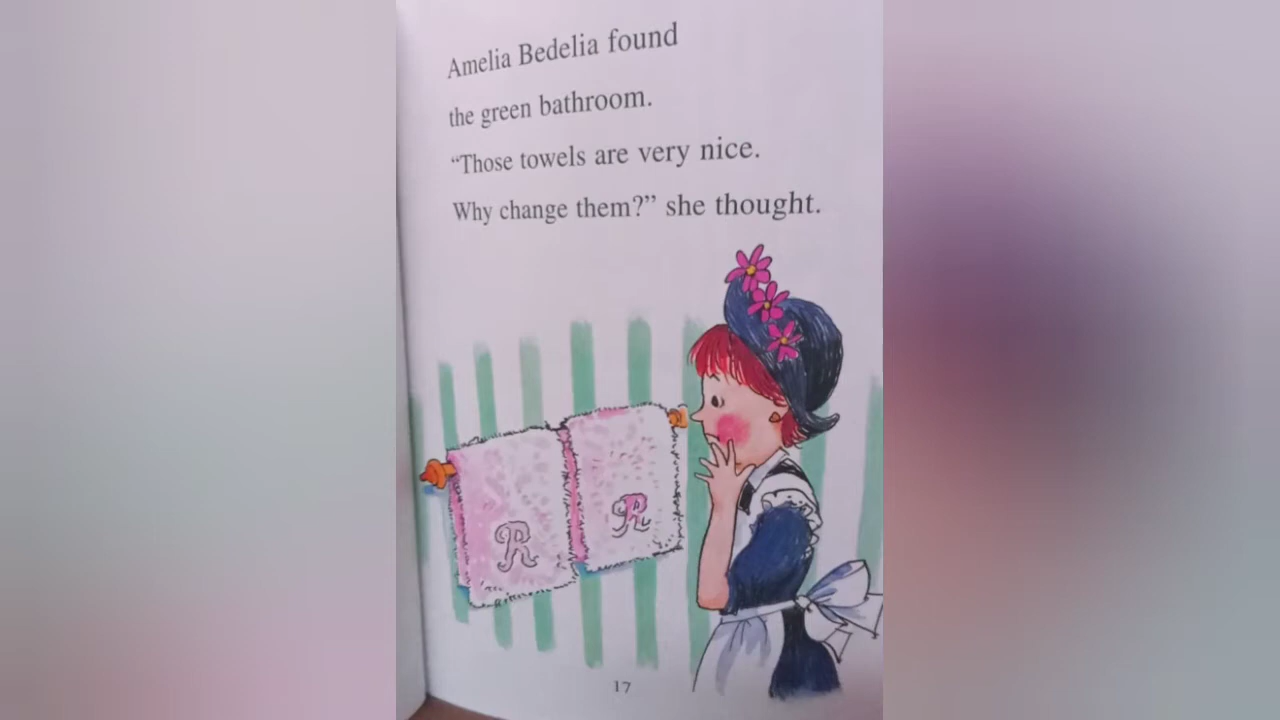 Amelia Bedelia found
the green bathroom.
“Those towels are very nice.
Why change them?” she thought.
R R
17